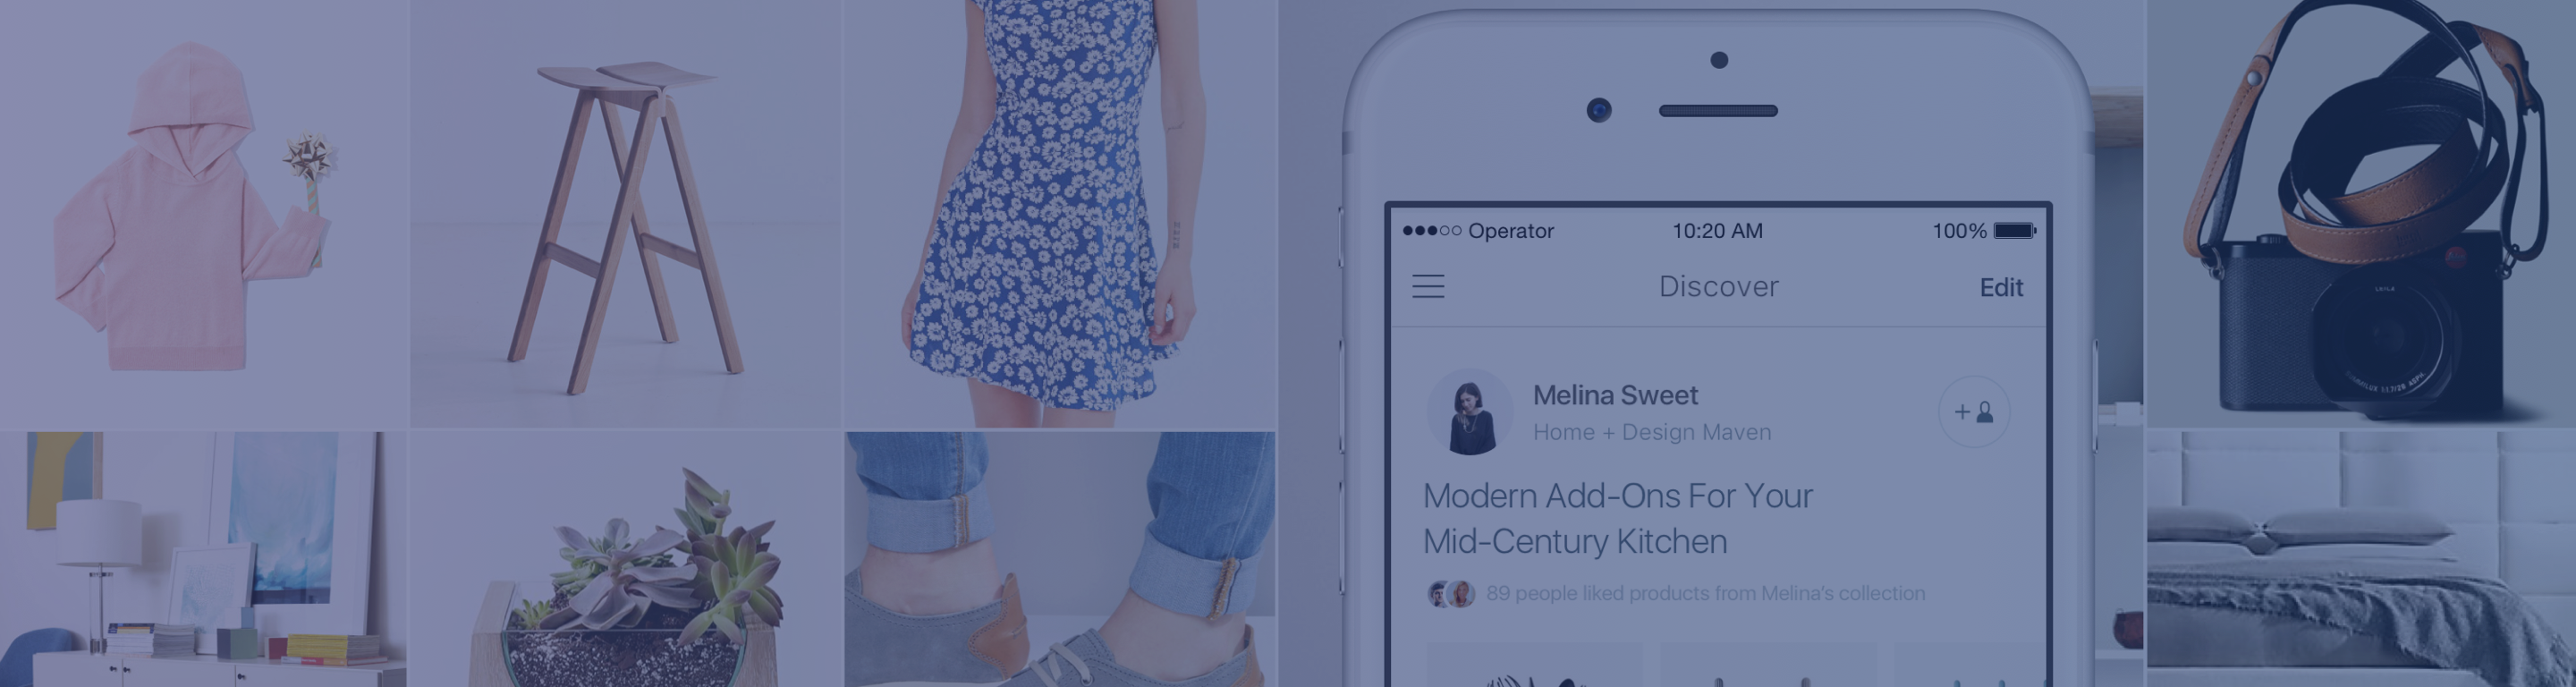 Operator
10:20 AM
100%
Discover
Edit
Melina Sweet
Home + Design Maven
Modern Add-Ons For Your
Mid-Century Kitchen
89 people liked products from Melina's collection
LEICA